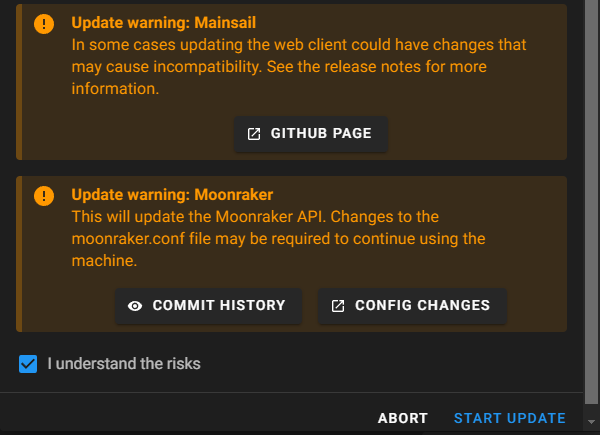 Update warning: Mainsail
In some cases updating the web client could have changes that
may cause incompatibility. See the release notes for more
information.
GITHUB PAGE
Update warning: Moonraker
This will update the Moonraker API. Changes to the
moonraker.conf file may be required to continue using the
machine.
COMMIT HISTORY CONFIG CHANGES
I understand the risks
ABORT START UPDATE